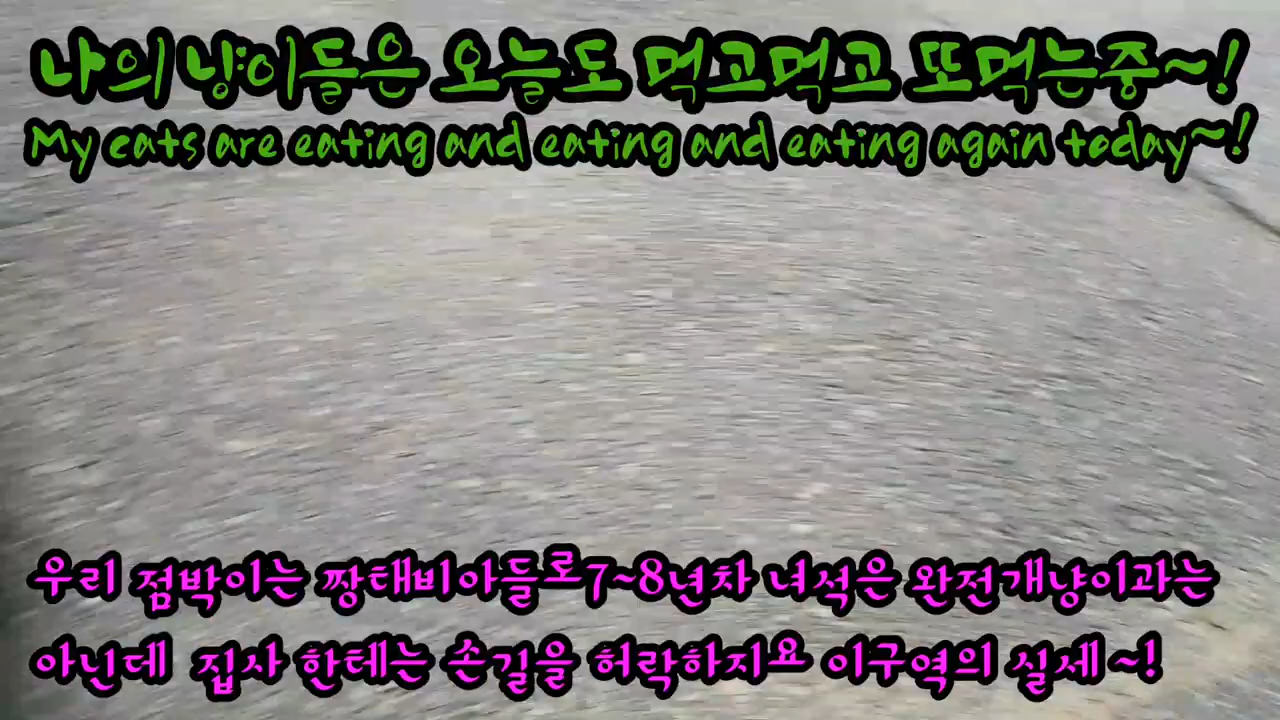 나의 냥이들은 오늘도 먹고먹고 또먹는중~!
My cats are eating and eating and eating again today~!
우리 점박이는 짱태비아들로7~8년차 녀석은 완전개냥이과는
아닌데 집사 한테는 손길을 허락하지요 이구역의 실세 ~!